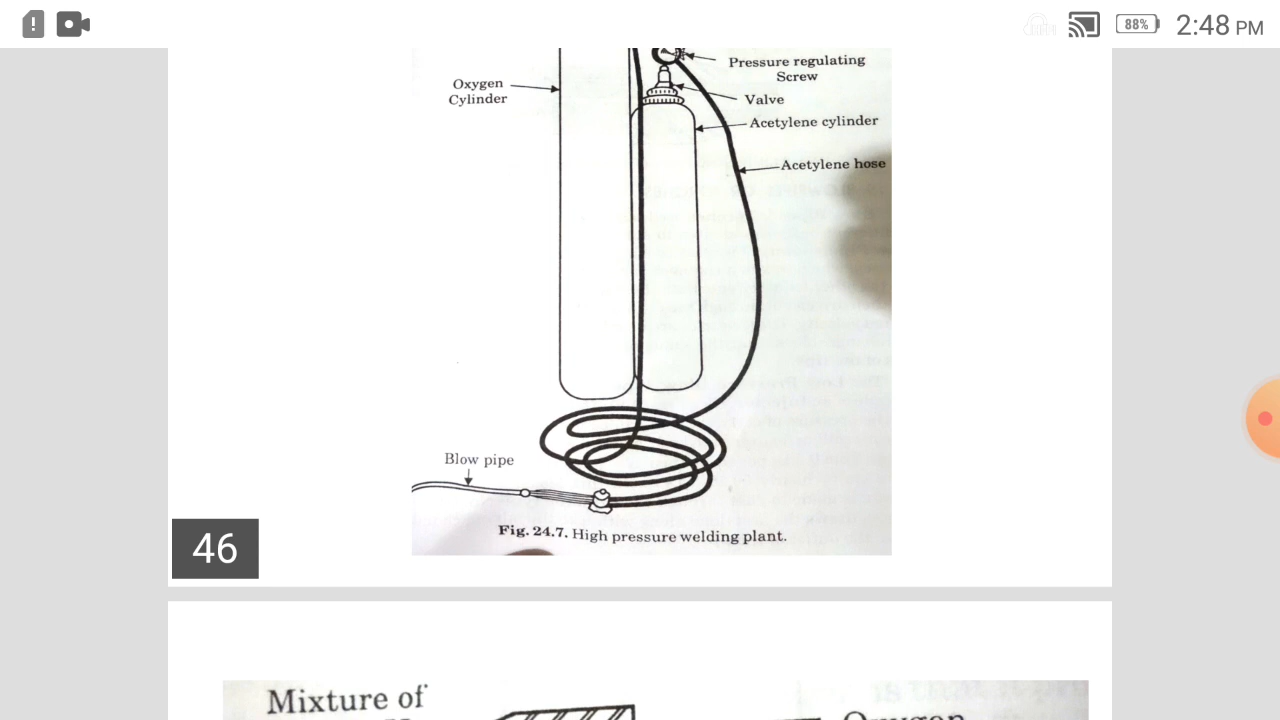 88% 2:48 PM
Pressure regulating
Screw
Oxygen
Cylinder
Valve
Acetylene cylinder
Acetylene hose
Blow pipe
Fig. 24.7. High pressure welding plant.
46
Mixture of
Oxygen